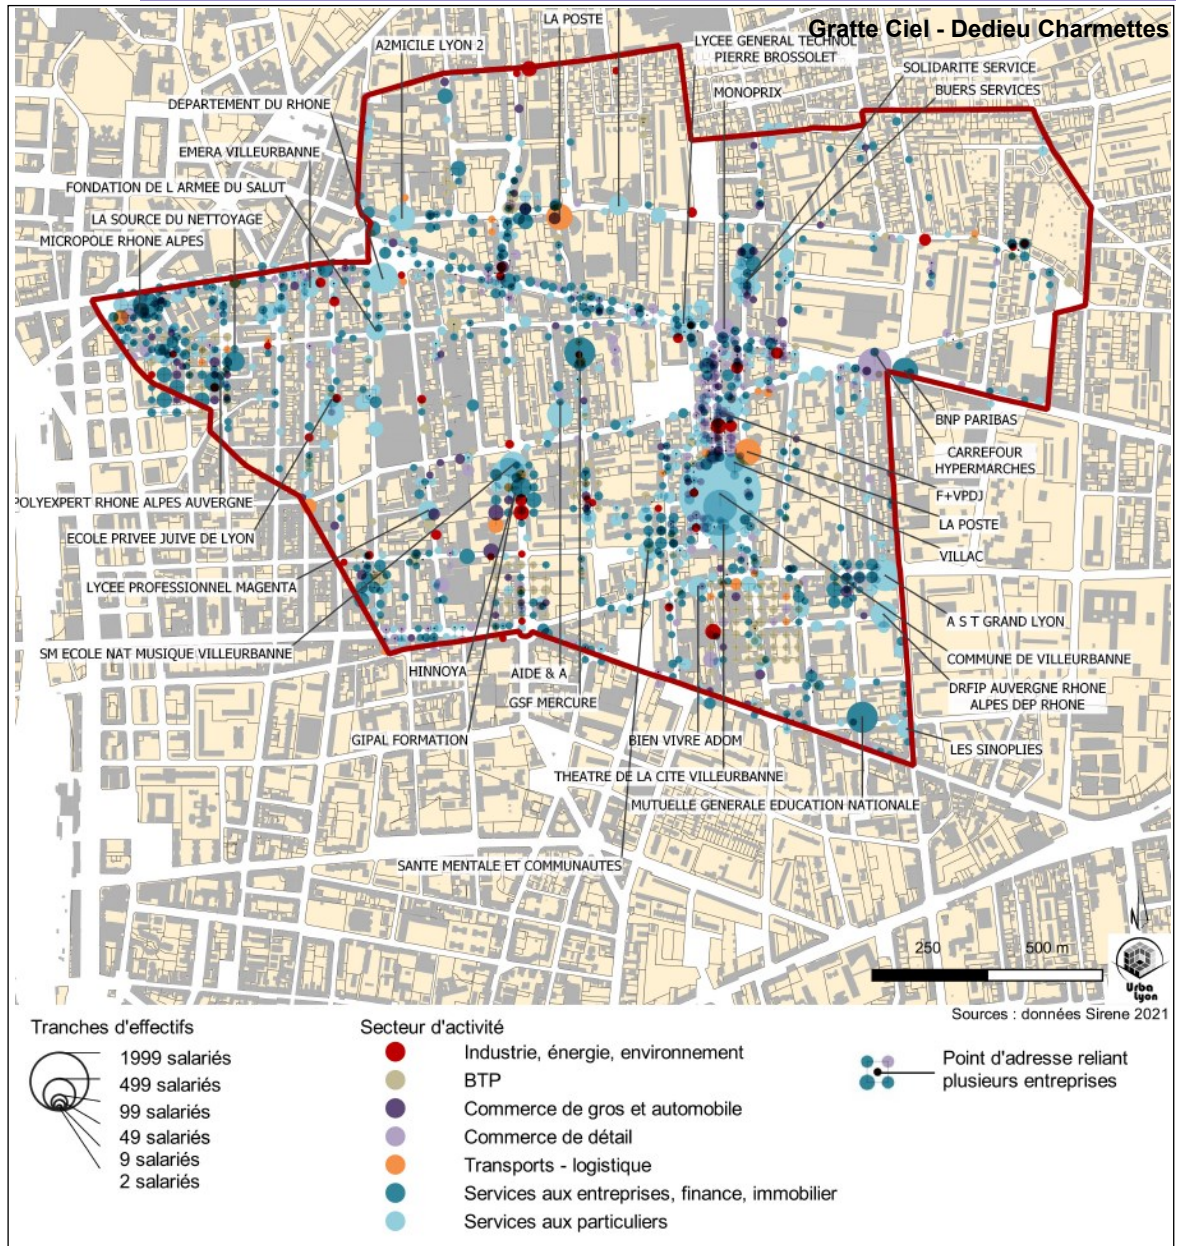 Gratte Ciel - Dedieu Charmettes
LA POSTE
A2MICILE LYON 2
LYCEE GENERAL TECHNOL
PIERRE BROSSOLET
SOLIDARITE SERVICE
BUERS SERVICES
MONOPRIX
DEPARTEMENT DU RHONE
EMERA VILLEURBANNE
FONDATION DE L ARMEE DU SALUT
LA SOURCE DU NETTOYAGE
MICROPOLE RHONE ALPES
BNP PARIBAS
CARREFOUR
HYPERMARCHES
F+VPDJ
LA POSTE
VILLAC
POLYEXPERT RHONE ALPES AUVERGNE
ECOLE PRIVEE JUIVE DE LYON
LYCEE PROFESSIONNEL MAGENTA
SM ECOLE NAT MUSIQUE VILLEURBANNE
A S T GRAND LYON
COMMUNE DE VILLEURBANNE
DRFIP AUVERGNE RHONE
ALPES DEP RHONE
HINNOYA
AIDE & A
GSF MERCURE
GIPAL FORMATION
BIEN VIVRE ADOM
LES SINOPLIES
THEATRE DE LA CITE VILLEURBANNE
MUTUELLE GENERALE EDUCATION NATIONALE
SANTE MENTALE ET COMMUNAUTES
N
250 500 m
Urba
Lyon
Sources : données Sirene 2021
Tranches d'effectifs
1999 salariés
499 salariés
99 salariés
49 salariés
9 salariés
2 salariés
Secteur d'activité
Industrie, énergie, environnement
BTP
Commerce de gros et automobile
Commerce de détail
Transports - logistique
Services aux entreprises, finance, immobilier
Services aux particuliers
Point d'adresse reliant
plusieurs entreprises